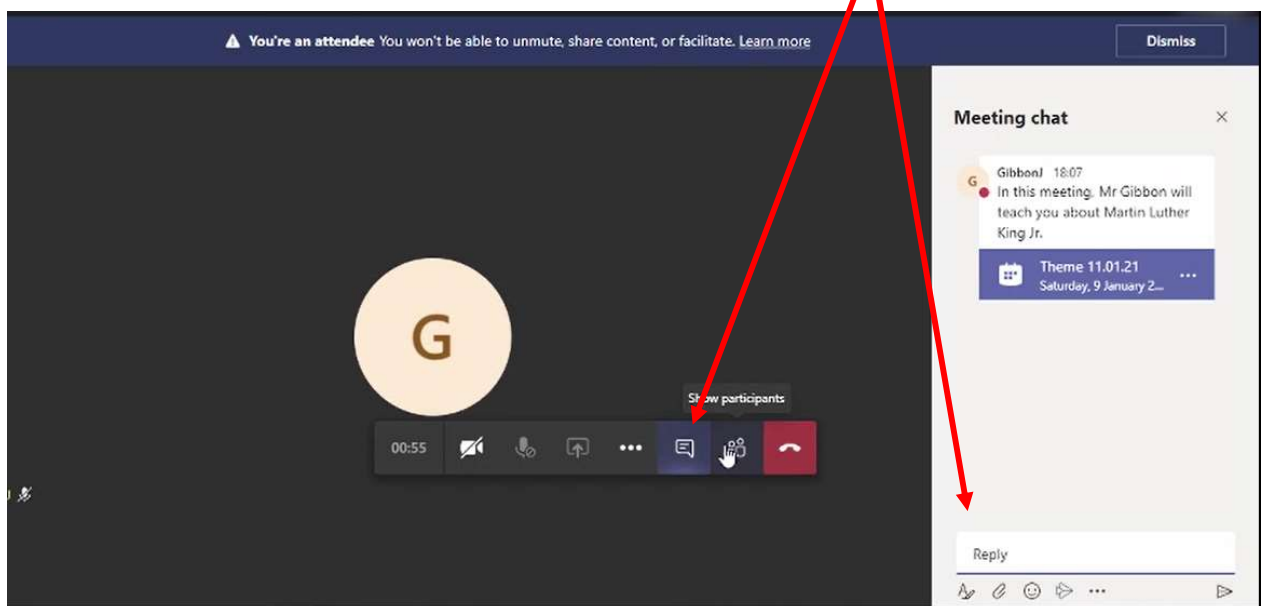 You're an attendee You won't be able to unmute, share content, or facilitate. Learn more
Dismiss
Meeting chat
G
GibbonJ 18:07
In this meeting, Mr Gibbon will
teach you about Martin Luther
King Jr.
Theme 11.01.21
Saturday, 9 January 2...
G
Show participants
00:55
Reply